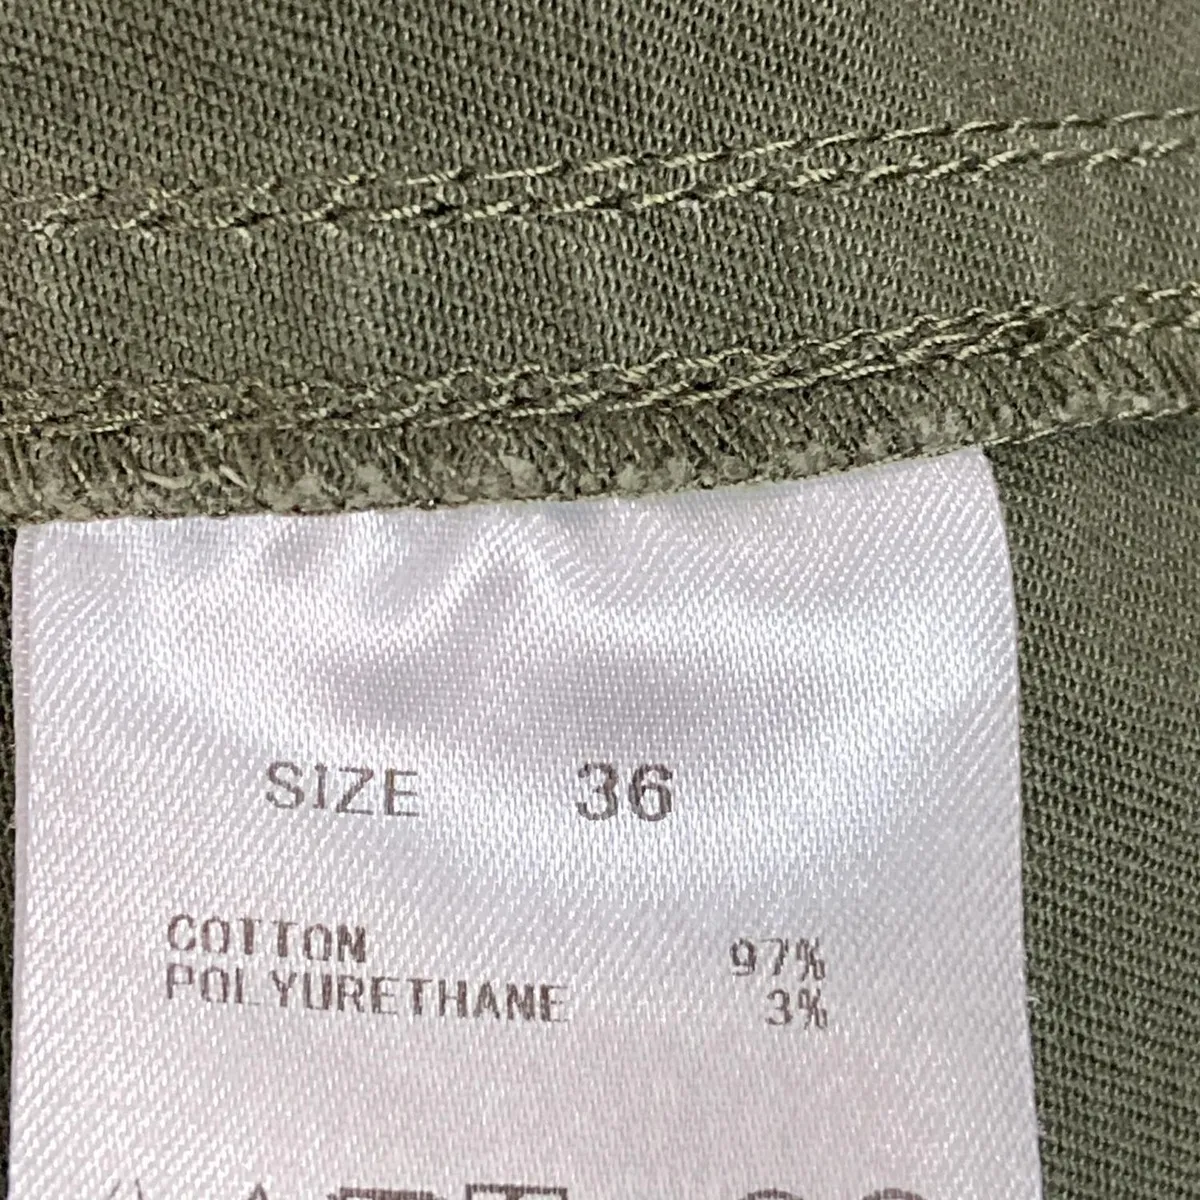 SIZE 36
COTTON 97%
POLYURETHANE 3%